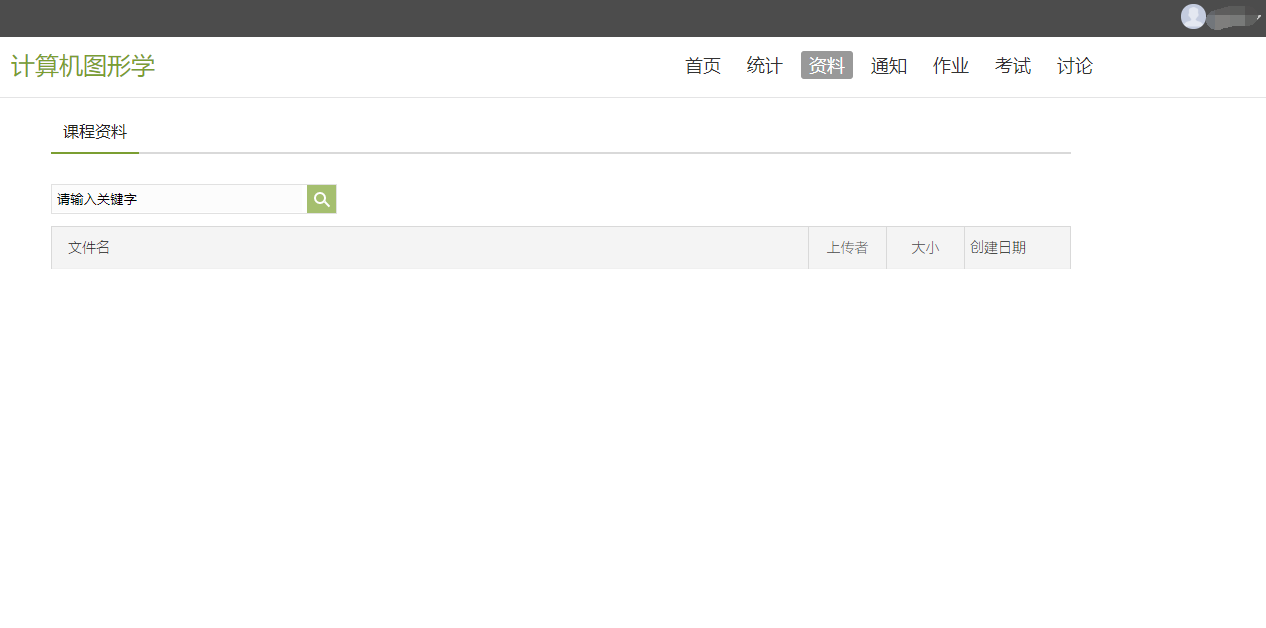 计算机图形学
首页 统计 资料 通知 作业 考试 讨论
课程资料
请输入关键字
文件名 上传者 大小 创建日期